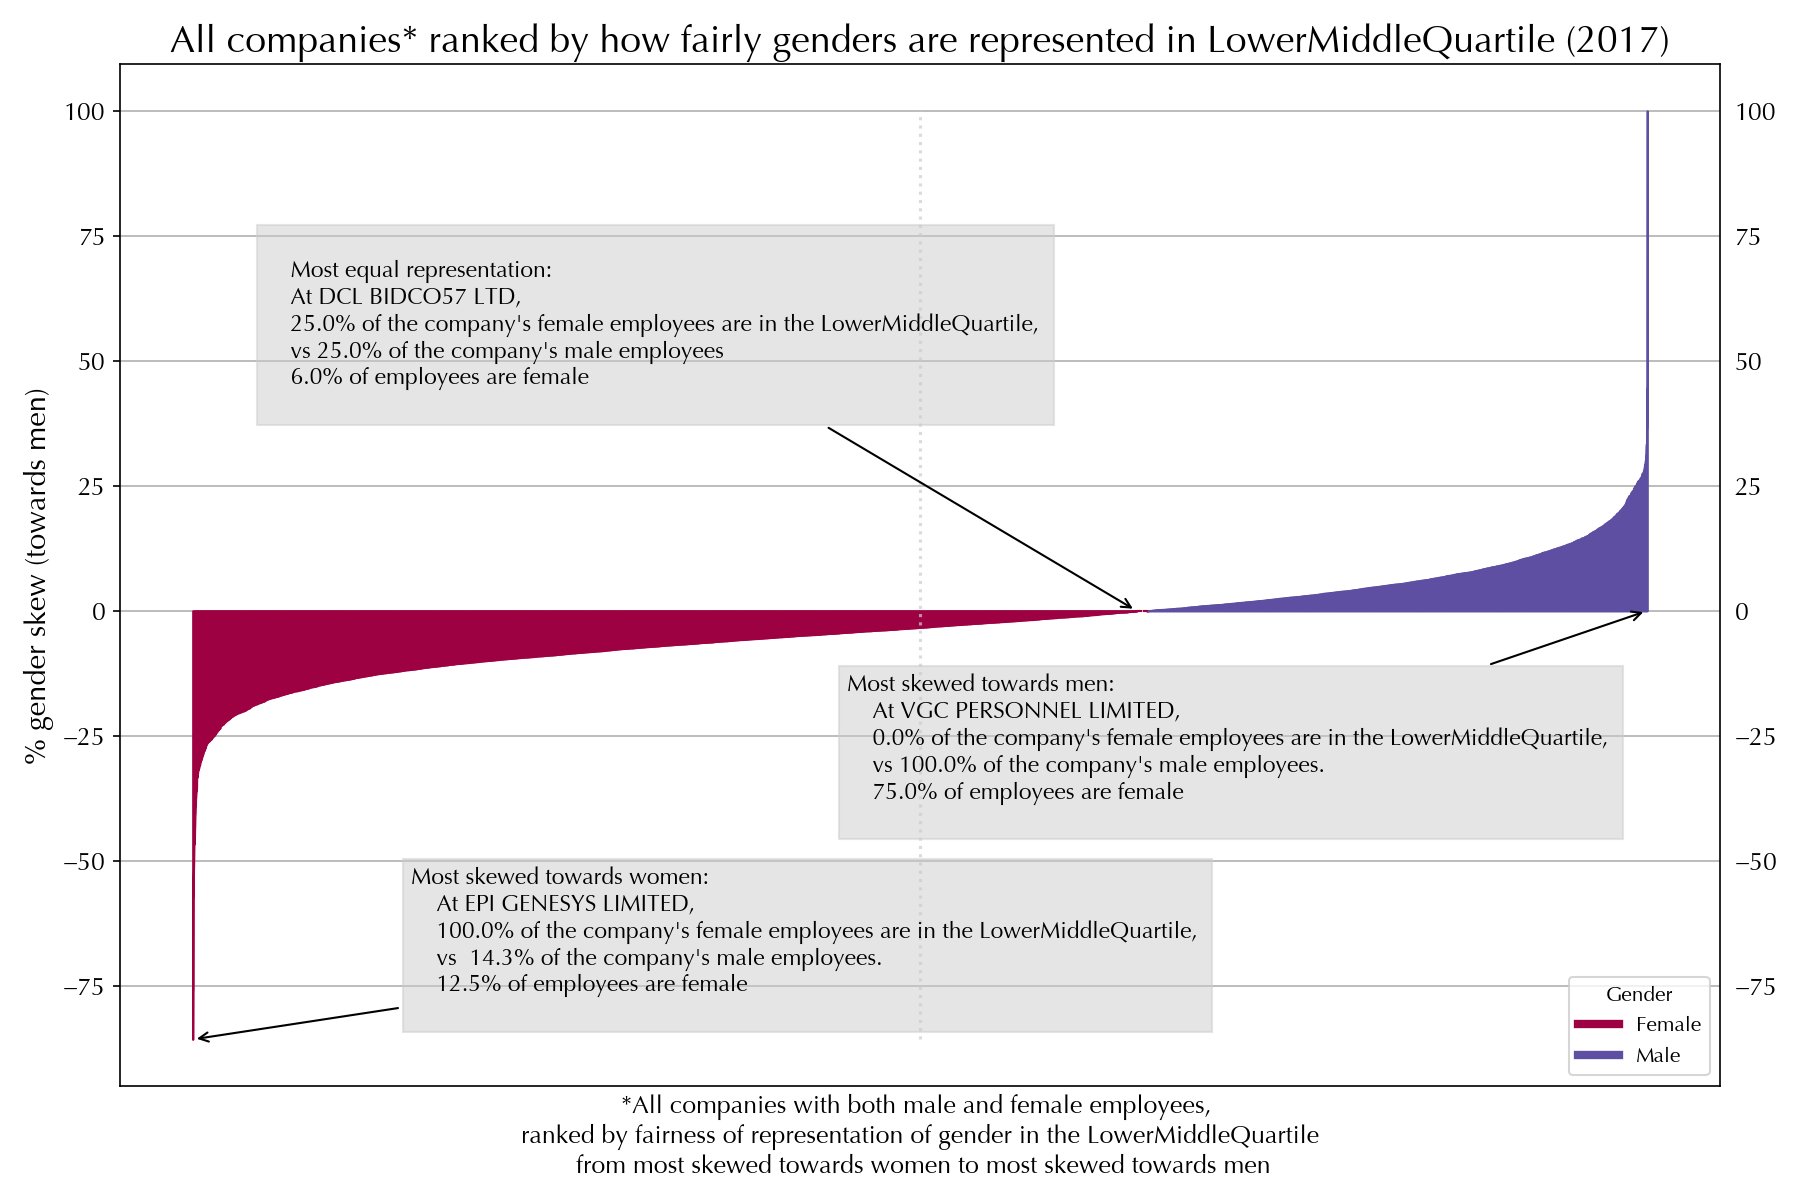 All companies* ranked by how fairly genders are represented in LowerMiddleQuartile (2017)
% gender skew (towards men)
100
75
50
25
0
−25
−50
−75
100
75
50
25
0
−25
−50
−75
Most equal representation:
At DCL BIDCO57 LTD,
25.0% of the company's female employees are in the LowerMiddleQuartile,
vs 25.0% of the company's male employees
6.0% of employees are female
Most skewed towards men:
At VGC PERSONNEL LIMITED,
0.0% of the company's female employees are in the LowerMiddleQuartile,
vs 100.0% of the company's male employees.
75.0% of employees are female
Most skewed towards women:
At EPI GENESYS LIMITED,
100.0% of the company's female employees are in the LowerMiddleQuartile,
vs  14.3% of the company's male employees.
12.5% of employees are female
Gender
Female
Male
*All companies with both male and female employees,
ranked by fairness of representation of gender in the LowerMiddleQuartile
from most skewed towards women to most skewed towards men